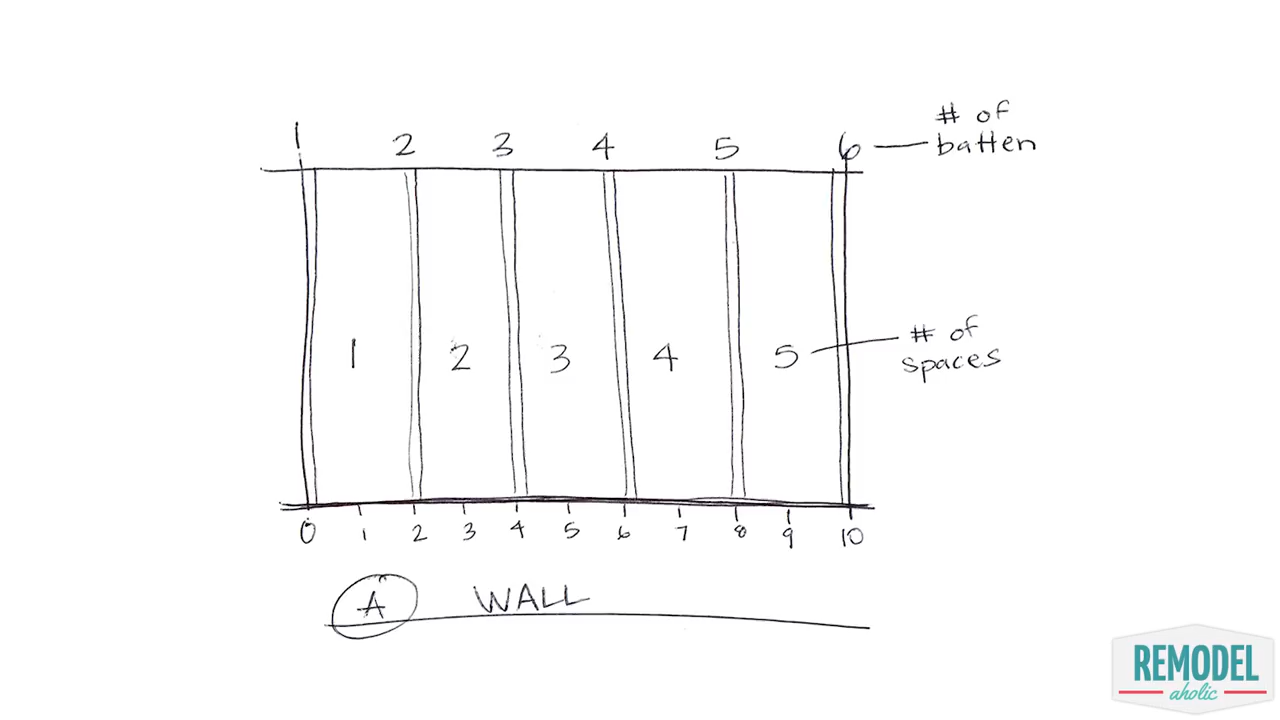 1 2 3 4 5 6
# of
batten
1 2 3 4 5
# of
spaces
0 1 2 3 4 5 6 7 8 9 10
A WALL
REMODEL
aholic